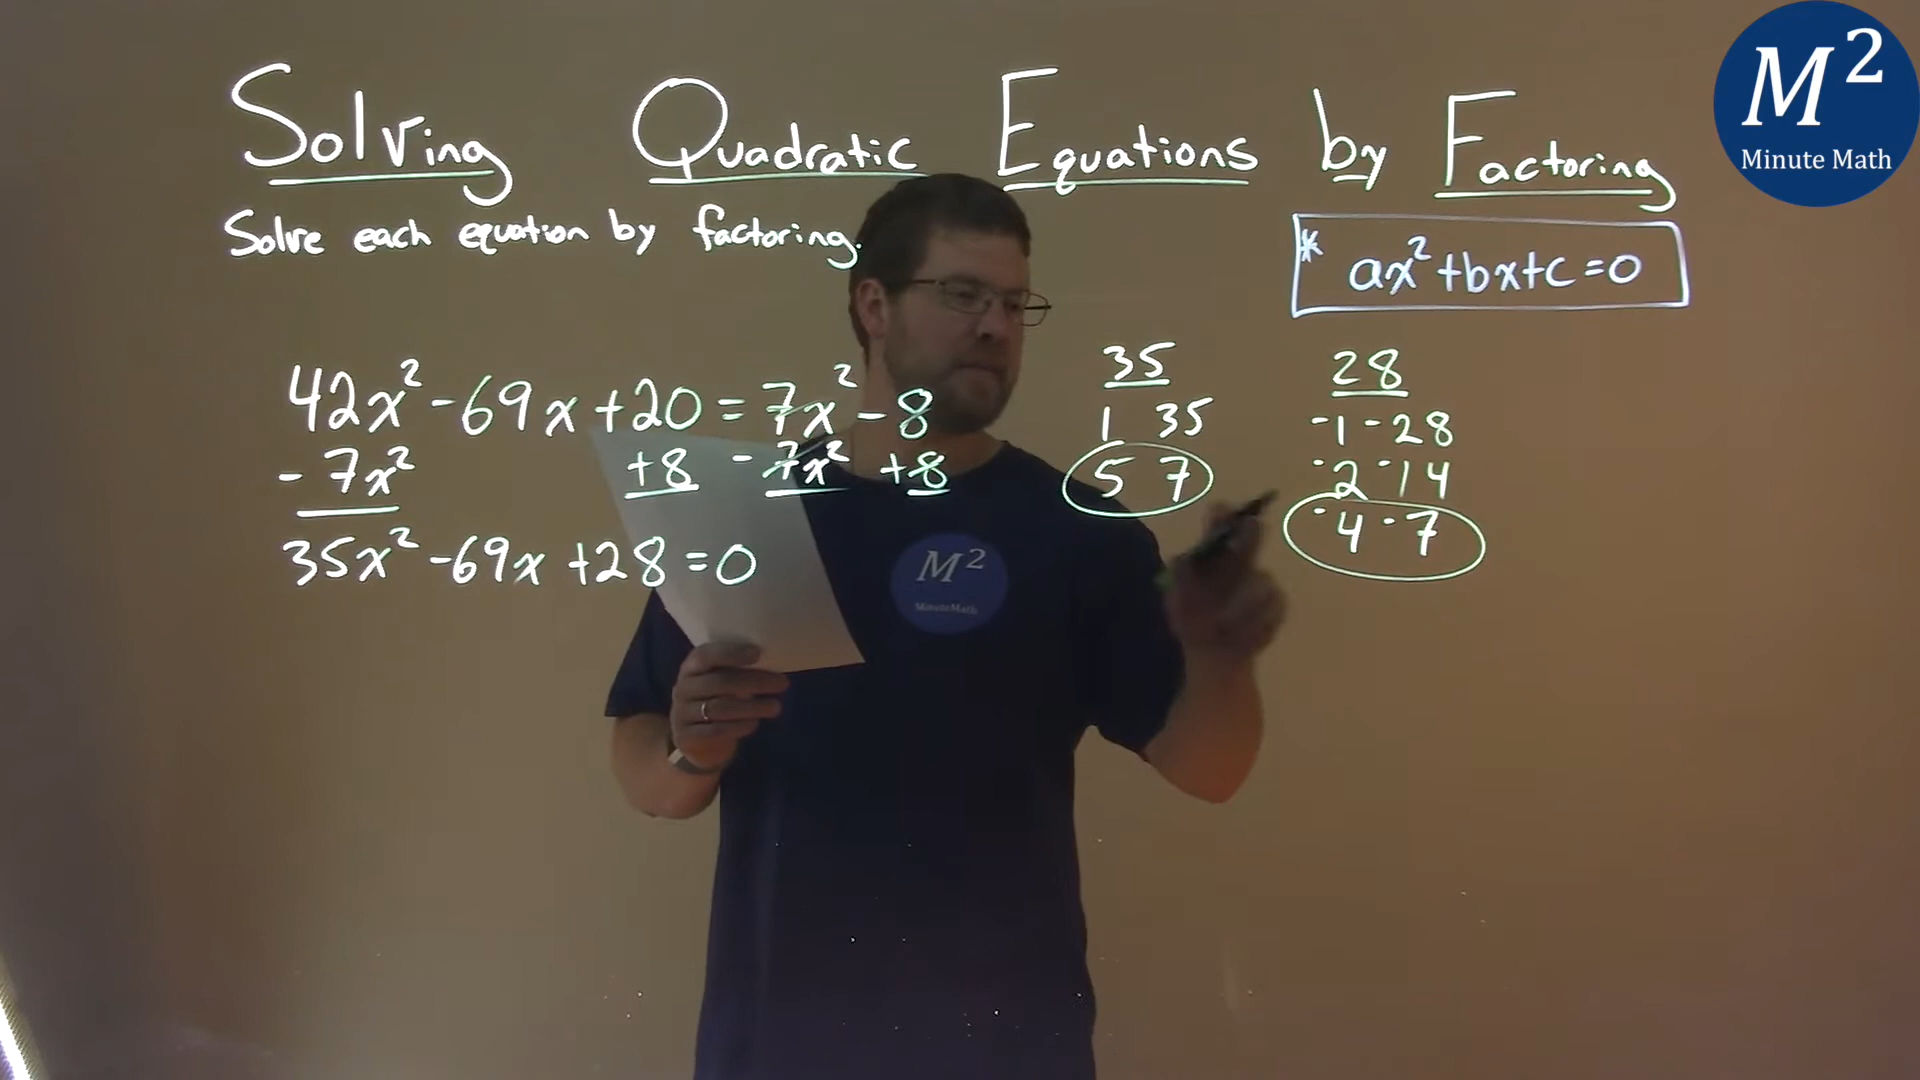 Solving Quadratic Equations by Factoring
M²
Minute Math
Solve each equation by factoring.
* ax²+bx+c=0
42x²-69x+20=7x²-8
-7x² +8 -7x² +8
35x²-69x+28=0
35
1 35
5 7
28
-1 -28
-2 -14
-4 -7
M²
MinuteMath